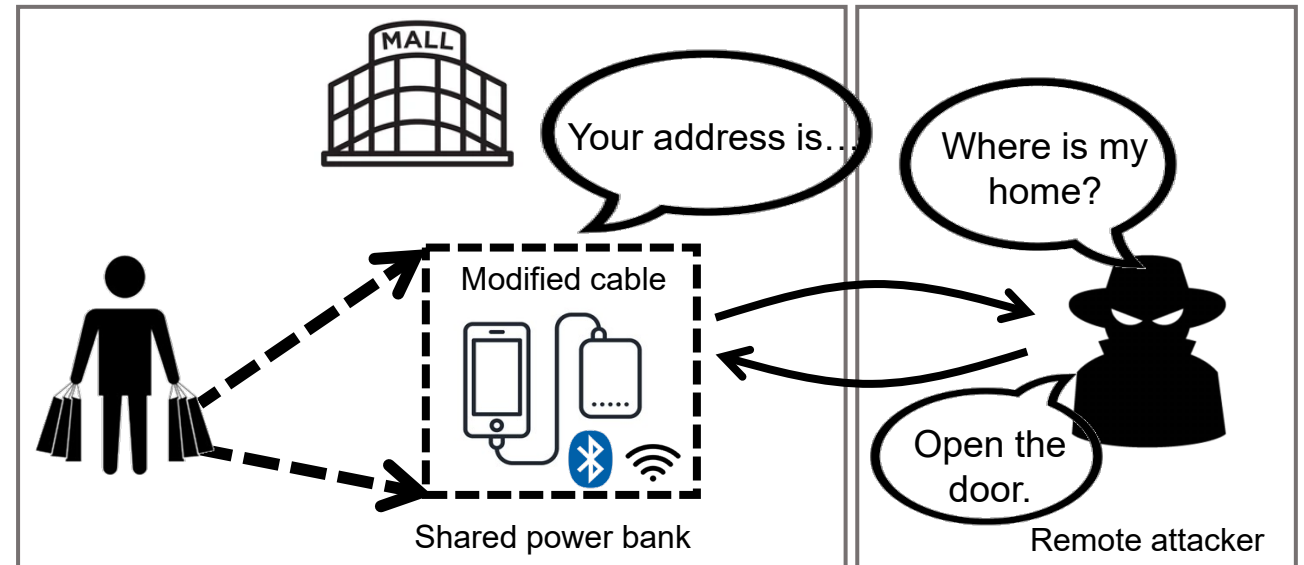 MALL
Your address is…
Where is my
home?
Modified cable
Open the
door.
Shared power bank
Remote attacker